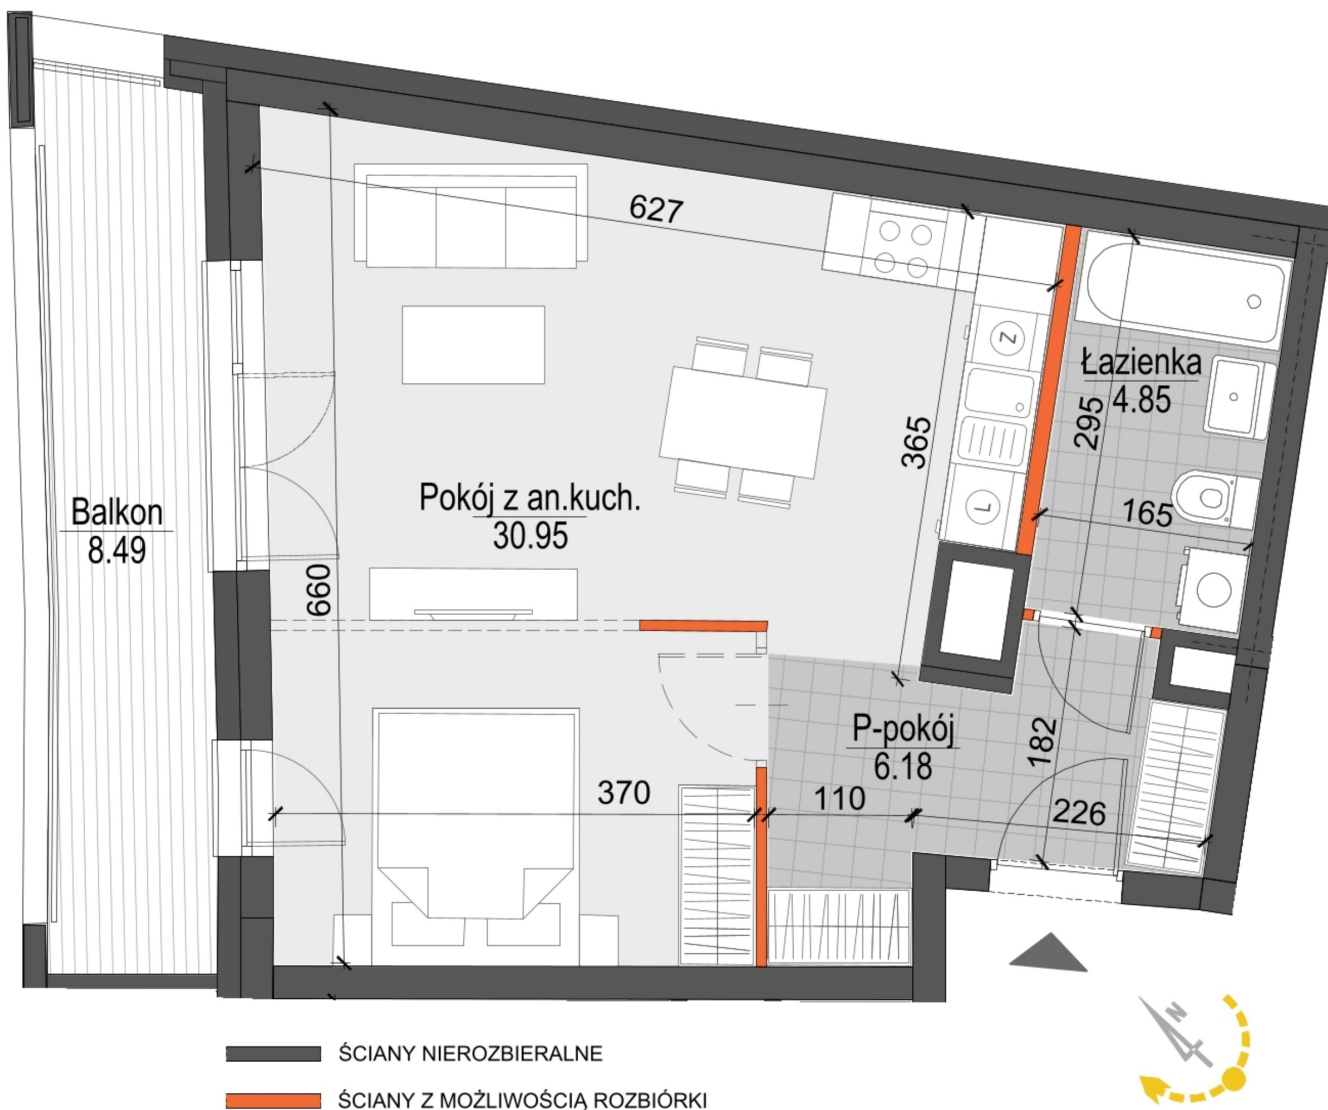 627
Łazienka
4.85
295
365
165
Pokój z an.kuch.
30.95
Balkon
8.49
660
Z
L
P-pokój
6.18
182
370
110
226
N
ŚCIANY NIEROZBIERALNE
ŚCIANY Z MOŻLIWOŚCIĄ ROZBIÓRKI